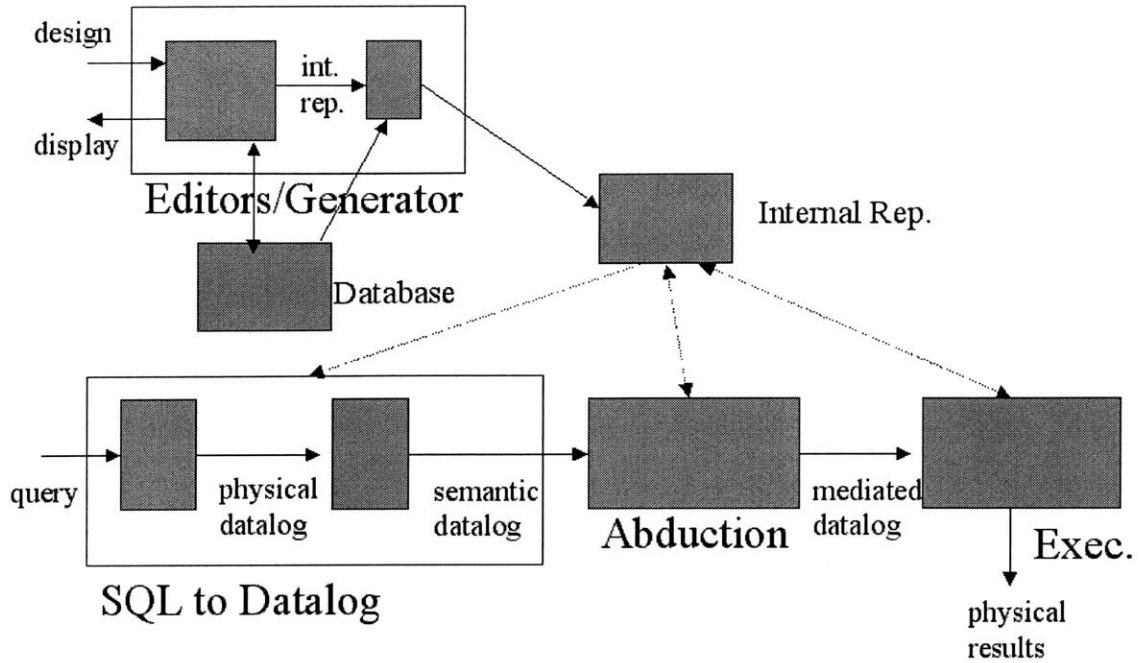 design
int.
rep.
display
Editors/Generator
Internal Rep.
Database
query
physical
datalog
semantic
datalog
mediated
datalog
Abduction
Exec.
SQL to Datalog
physical
results